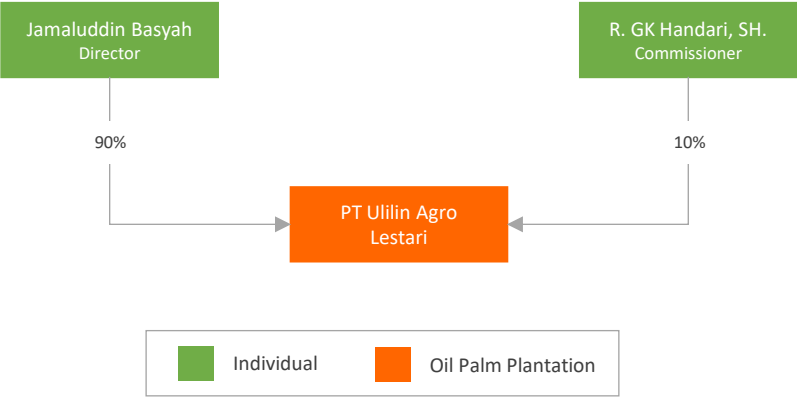 Jamaluddin Basyah
Director
R. GK Handari, SH.
Commissioner
90%
10%
PT Ulilin Agro
Lestari
Individual
Oil Palm Plantation